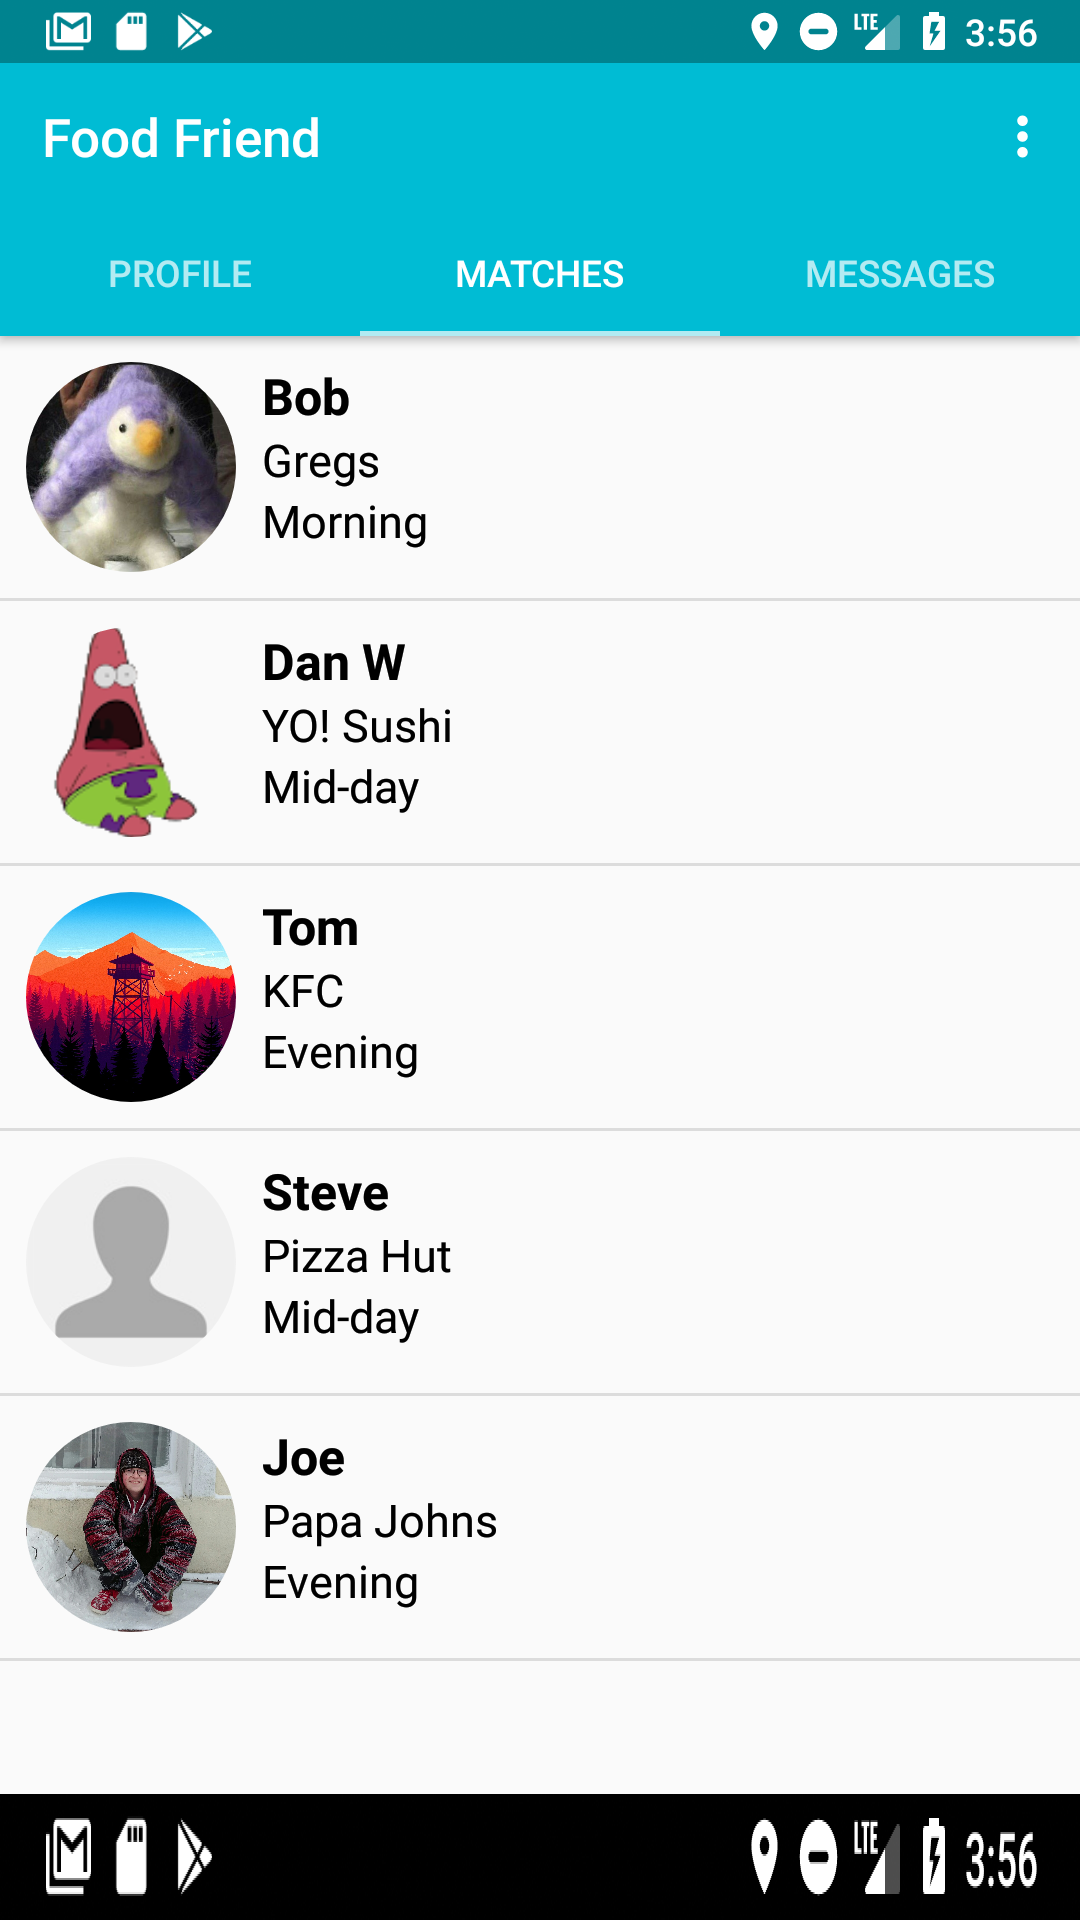 LTE 3:56
Food Friend
PROFILE MATCHES MESSAGES
Bob
Gregs
Morning
Dan W
YO! Sushi
Mid-day
Tom
KFC
Evening
Steve
Pizza Hut
Mid-day
Joe
Papa Johns
Evening
LTE 3:56